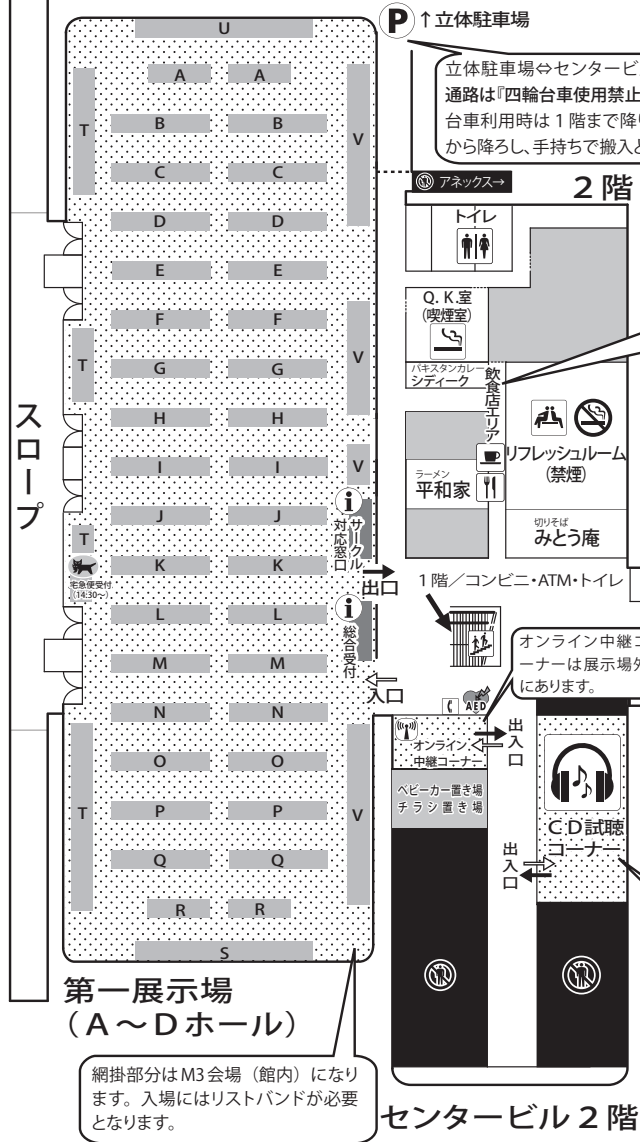 P ↑立体駐車場
立体駐車場⇔センタービ
通路は『四輪台車使用禁止
台車利用時は1階まで降り
から降ろし、手持ちで搬入と
アネックス→
2階
トイレ
Q. K.室
(喫煙室)
パキスタンカレー
シディーク
飲食店エリア
ラーメン
平和家
リフレッシュルーム
(禁煙)
切りそば
みとう庵
1階／コンビニ・ATM・トイレ
オンライン中継コ
ーナーは展示場外
にあります。
AED
オンライン
中継コーナー
出入口
ベビーカー置き場
チラシ置き場
CD試聴
コーナー
出入口
センタービル2階
スロープ
U
A A
B B
C C
D D
E E
F F
G G
H H
I I
J J
K K
L L
M M
N N
O O
P P
Q Q
R R
S
T
T
T
T
V
V
V
V
i
サークル
対応窓口
出口
i
総合受付
入口
宅急便受付
(14:30〜)
第一展示場
(A〜Dホール)
網掛部分はM3会場（館内）になり
ます。入場にはリストバンドが必要
となります。